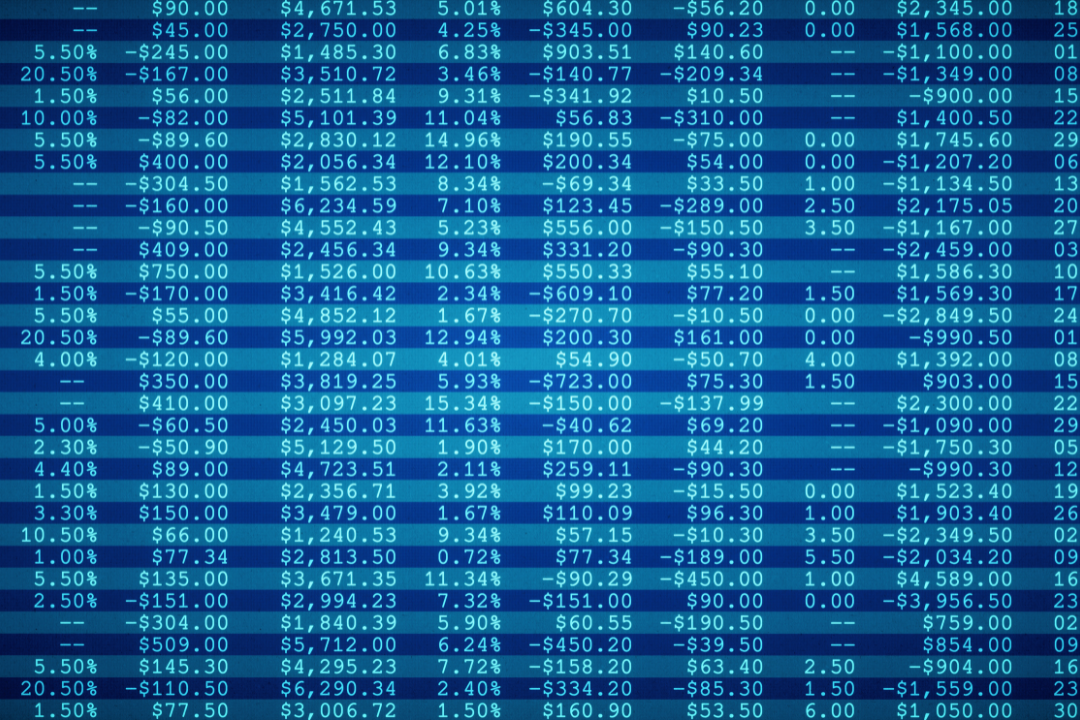 -- $90.00 $4,671.53 5.01% $604.30 -$56.20 0.00 $2,345.00 18
-- $45.00 $2,750.00 4.25% -$345.00 $90.23 0.00 $1,568.00 25
5.50% -$245.00 $1,485.30 6.83% $903.51 $140.60 -- -$1,100.00 01
20.50% -$167.00 $3,510.72 3.46% -$140.77 -$209.34 -- -$1,349.00 08
1.50% $56.00 $2,511.84 9.31% -$341.92 $10.50 -- -$900.00 15
10.00% -$82.00 $5,101.39 11.04% $56.83 -$310.00 -- $1,400.50 22
5.50% -$89.60 $2,830.12 14.96% $190.55 -$75.00 0.00 $1,745.60 29
5.50% $400.00 $2,056.34 12.10% $200.34 $54.00 0.00 -$1,207.20 06
-- -$304.50 $1,562.53 8.34% -$69.34 $33.50 1.00 -$1,134.50 13
-- -$160.00 $6,234.59 7.10% $123.45 -$289.00 2.50 $2,175.05 20
-- -$90.50 $4,552.43 5.23% $556.00 -$150.50 3.50 -$1,167.00 27
-- $409.00 $2,456.34 9.34% $331.20 -$90.30 -- -$2,459.00 03
5.50% $750.00 $1,526.00 10.63% $550.33 $55.10 -- $1,586.30 10
1.50% -$170.00 $3,416.42 2.34% -$609.10 $77.20 1.50 $1,569.30 17
5.50% $55.00 $4,852.12 1.67% -$270.70 -$10.50 0.00 -$2,849.50 24
20.50% -$89.60 $5,992.03 12.94% $200.30 $161.00 0.00 -$990.50 01
4.00% -$120.00 $1,284.07 4.01% $54.90 -$50.70 4.00 $1,392.00 08
-- $350.00 $3,819.25 5.93% -$723.00 $75.30 1.50 $903.00 15
-- $410.00 $3,097.23 15.34% -$150.00 -$137.99 -- $2,300.00 22
5.00% -$60.50 $2,450.03 11.63% -$40.62 $69.20 -- -$1,090.00 29
2.30% -$50.90 $5,129.50 1.90% $170.00 $44.20 -- -$1,750.30 05
4.40% $89.00 $4,723.51 2.11% $259.11 -$90.30 -- -$990.30 12
1.50% $130.00 $2,356.71 3.92% $99.23 -$15.50 0.00 $1,523.40 19
3.30% $150.00 $3,479.00 1.67% $110.09 $96.30 1.00 $1,903.40 26
10.50% $66.00 $1,240.53 9.34% $57.15 -$10.30 3.50 -$2,349.50 02
1.00% $77.34 $2,813.50 0.72% $77.34 -$189.00 5.50 -$2,034.20 09
5.50% $135.00 $3,671.35 11.34% -$90.29 -$450.00 1.00 $4,589.00 16
2.50% -$151.00 $2,994.23 7.32% -$151.00 $90.00 0.00 -$3,956.50 23
-- -$304.00 $1,840.39 5.90% $60.55 -$190.50 -- $759.00 02
-- $509.00 $5,712.00 6.24% -$450.20 -$39.50 -- $854.00 09
5.50% $145.30 $4,295.23 7.72% -$158.20 $63.40 2.50 -$904.00 16
20.50% -$110.50 $6,290.34 2.40% -$334.20 -$85.30 1.50 -$1,559.00 23
1.50% $77.50 $3,006.72 1.50% $160.90 $53.50 6.00 $1,050.00 30